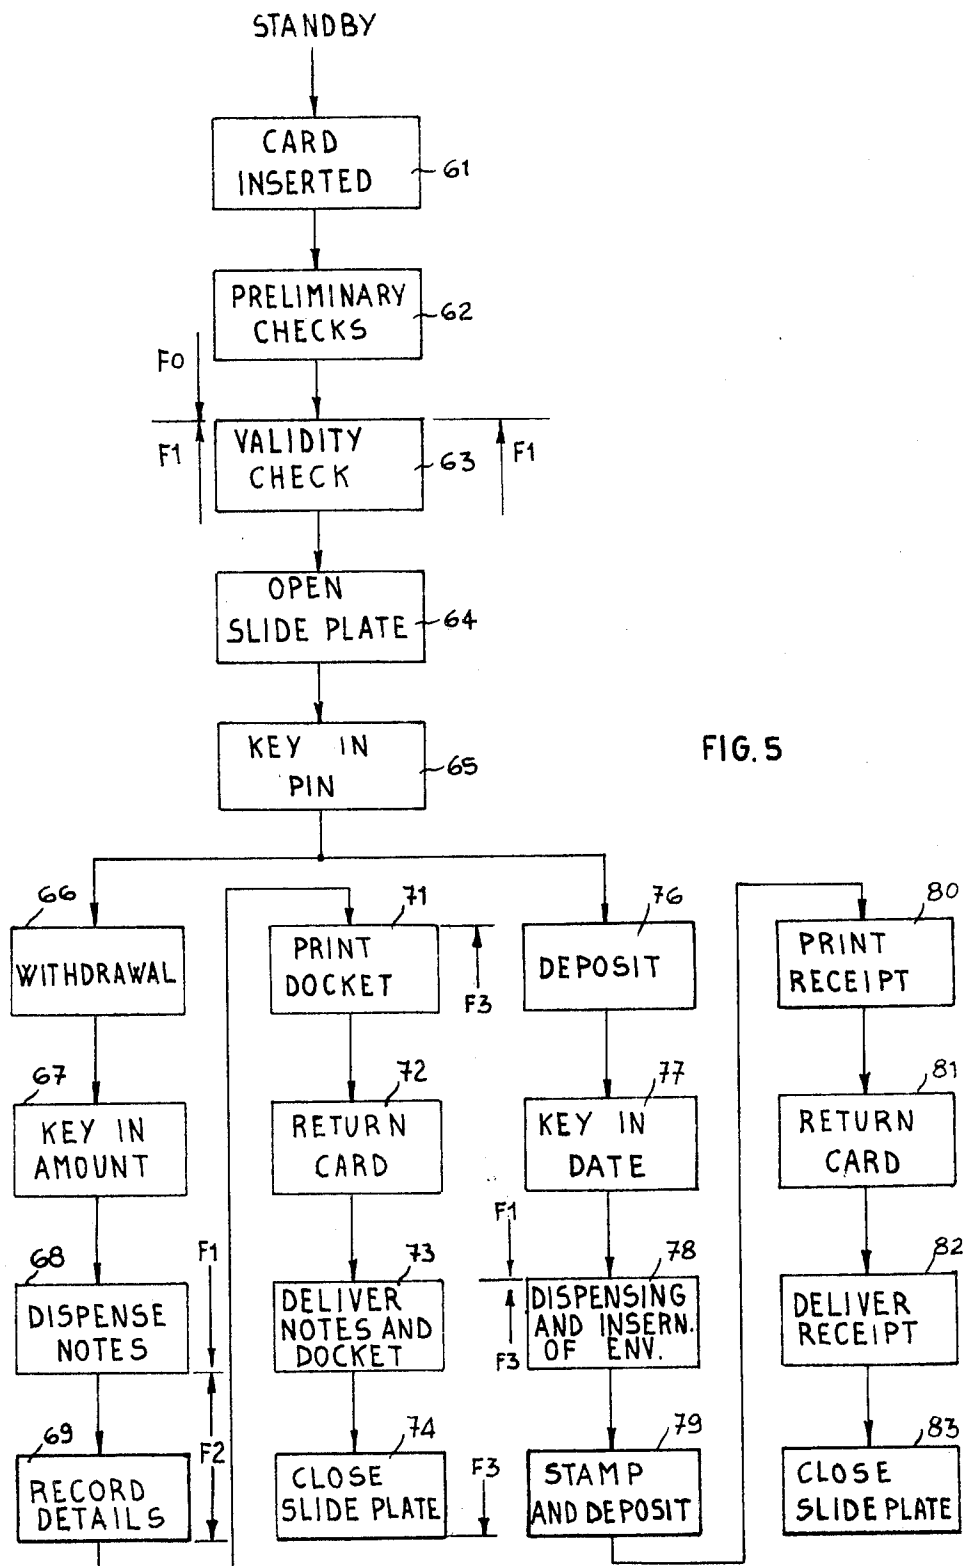 STANDBY
CARD
INSERTED
61
PRELIMINARY
CHECKS
62
F0
F1
VALIDITY
CHECK
63
F1
OPEN
SLIDE PLATE
64
KEY IN
PIN
65
FIG. 5
66
WITHDRAWAL
67
KEY IN
AMOUNT
68
DISPENSE
NOTES
F1
69
RECORD
DETAILS
F2
71
PRINT
DOCKET
F3
72
RETURN
CARD
73
DELIVER
NOTES AND
DOCKET
74
CLOSE
SLIDE PLATE
F3
76
DEPOSIT
77
KEY IN
DATE
F1
F3
78
DISPENSING
AND INSERN.
OF ENV.
79
STAMP
AND DEPOSIT
80
PRINT
RECEIPT
81
RETURN
CARD
82
DELIVER
RECEIPT
83
CLOSE
SLIDE PLATE